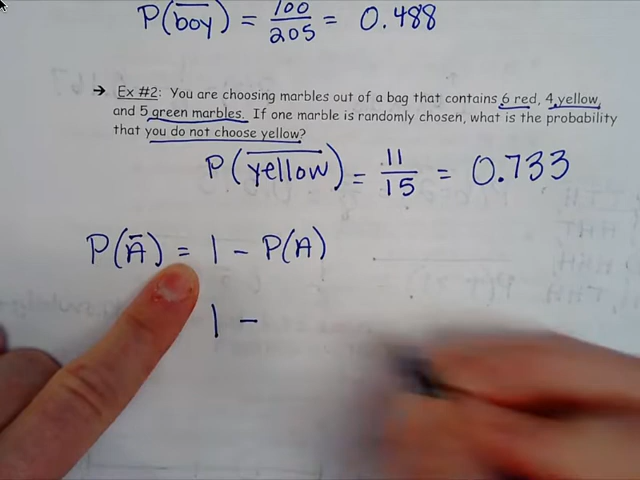 P(b̅o̅y̅) = 100/205 = 0.488
→ Ex #2: You are choosing marbles out of a bag that contains 6 red, 4 yellow,
and 5 green marbles. If one marble is randomly chosen, what is the probability
that you do not choose yellow?
P(y̅e̅l̅l̅o̅w̅) = 11/15 = 0.733
P(A̅) = 1 - P(A)
1 -